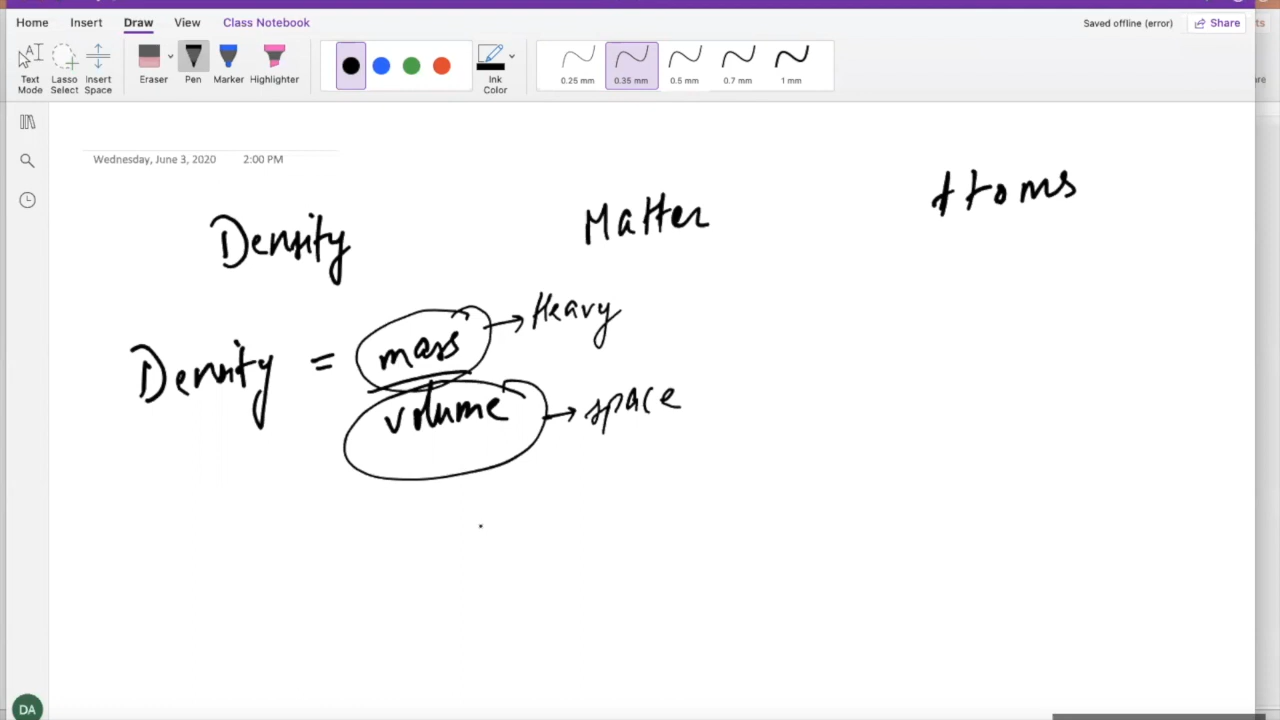 Home Insert Draw View Class Notebook
Saved offline (error) Share
Text Mode
Lasso Select
Insert Space
Eraser
Pen
Marker
Highlighter
Ink Color
0.25 mm
0.35 mm
0.5 mm
0.7 mm
1 mm
Wednesday, June 3, 2020 2:00 PM
Density Matter Atoms
Density = mass → Heavy
volume → space
DA